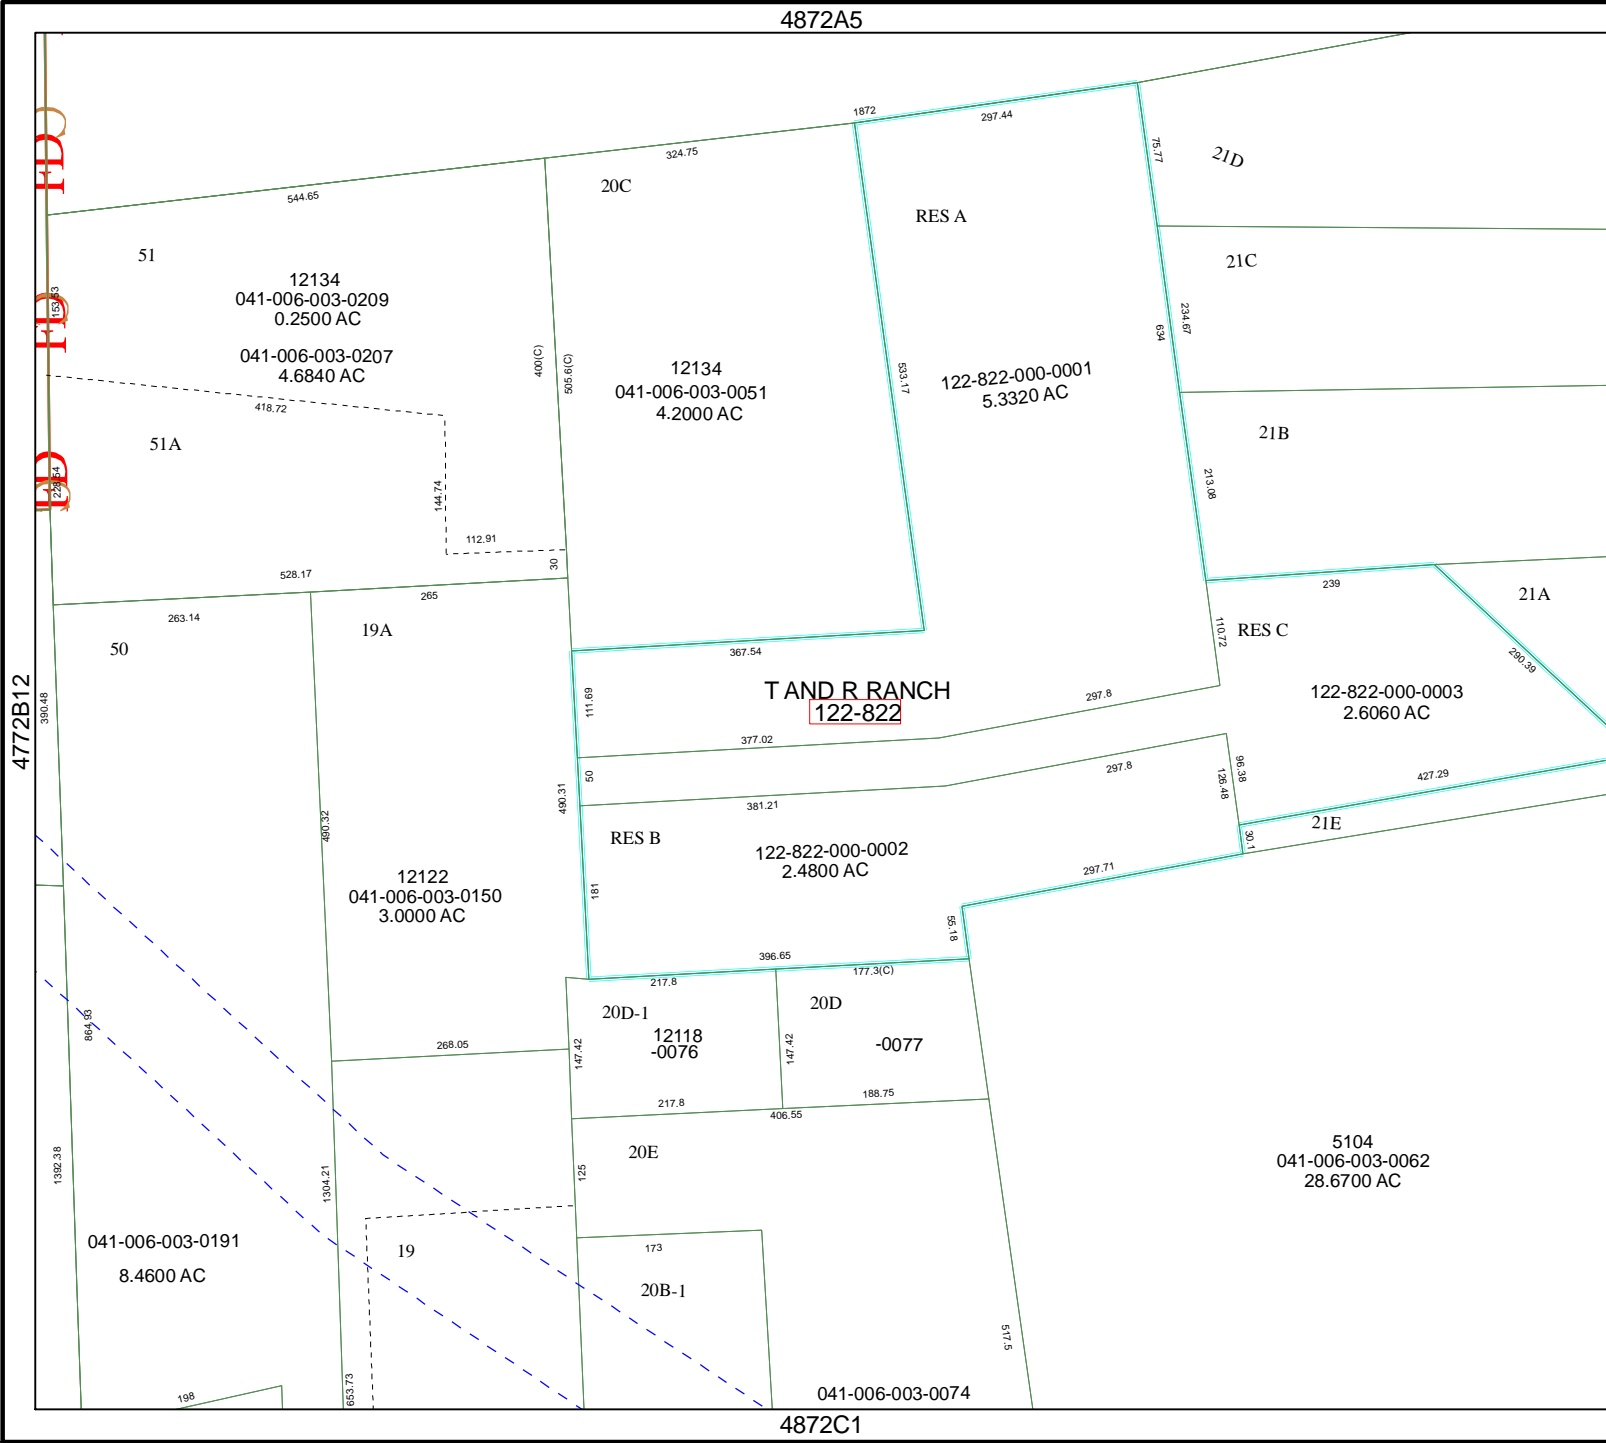 4872A5
1872
297.44
324.75
544.65
75.77
21D
20C
RES A
51
21C
12134
041-006-003-0209
0.2500 AC
041-006-003-0207
4.6840 AC
153.53
400(C)
505.6(C)
12134
041-006-003-0051
4.2000 AC
533.17
122-822-000-0001
5.3320 AC
634
234.67
418.72
51A
21B
228.54
144.74
213.08
112.91
30
528.17
265
263.14
239
21A
50
19A
110.72
RES C
367.54
290.39
T AND R RANCH
122-822
111.69
297.8
122-822-000-0003
2.6060 AC
4772B12
390.48
377.02
50
297.8
96.38
126.48
427.29
490.31
381.21
490.32
RES B
21E
30.1
122-822-000-0002
2.4800 AC
297.71
12122
041-006-003-0150
3.0000 AC
181
55.18
396.65
177.3(C)
217.8
20D-1
20D
12118
-0076
-0077
864.93
268.05
147.42
147.42
217.8
188.75
406.55
20E
125
1392.38
1304.21
5104
041-006-003-0062
28.6700 AC
041-006-003-0191
8.4600 AC
19
173
20B-1
517.5
198
653.73
041-006-003-0074
4872C1